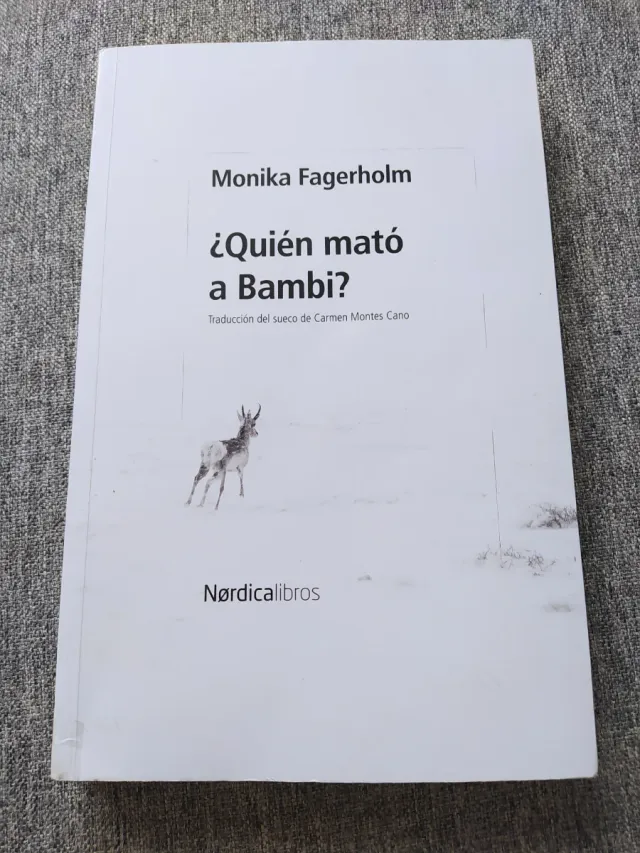 Monika Fagerholm
¿Quién mató
a Bambi?
Traducción del sueco de Carmen Montes Cano
Nørdicalibros